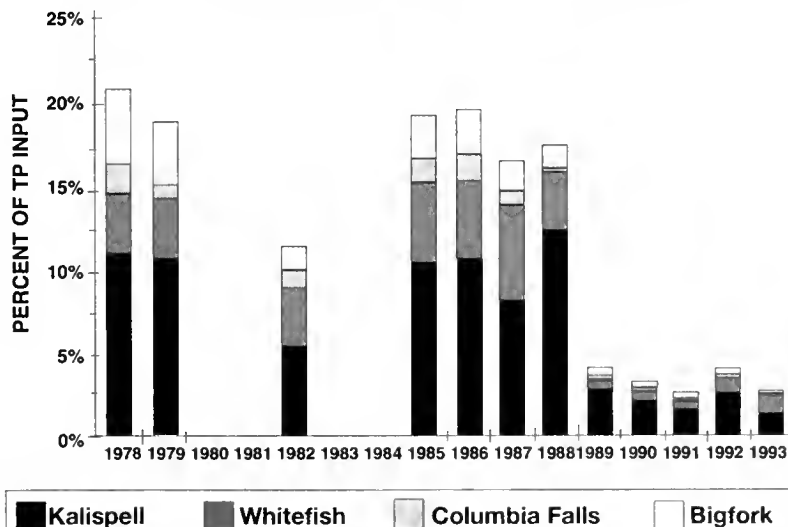 25%
20%
15%
10%
5%
0%
PERCENT OF TP INPUT
1978 1979 1980 1981 1982 1983 1984 1985 1986 1987 1988 1989 1990 1991 1992 1993
Kalispell Whitefish Columbia Falls Bigfork